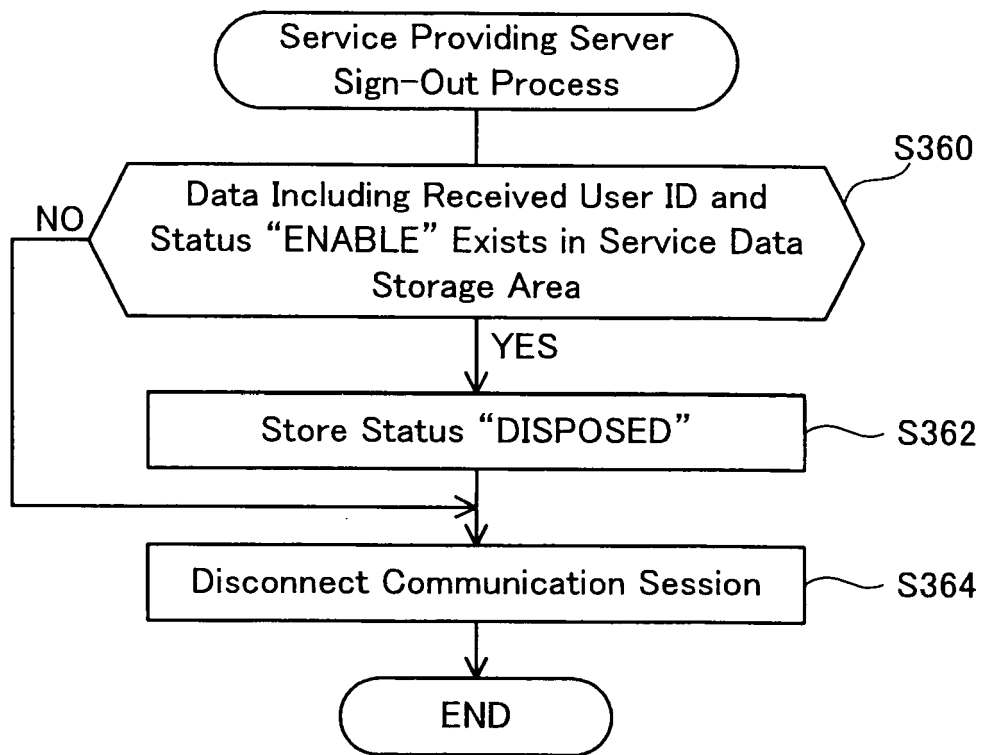 Service Providing Server
Sign-Out Process
S360
Data Including Received User ID and
NO
Status “ENABLE” Exists in Service Data
Storage Area
YES
Store Status “DISPOSED”
S362
Disconnect Communication Session
S364
END